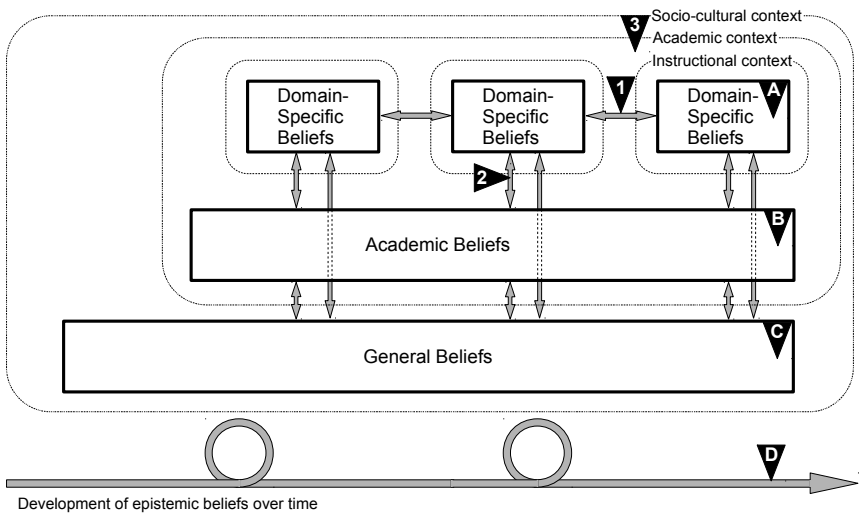 3
Socio-cultural context
Academic context
Instructional context
1
A
Domain-
Specific
Beliefs
Domain-
Specific
Beliefs
Domain-
Specific
Beliefs
2
B
Academic Beliefs
C
General Beliefs
D
Development of epistemic beliefs over time